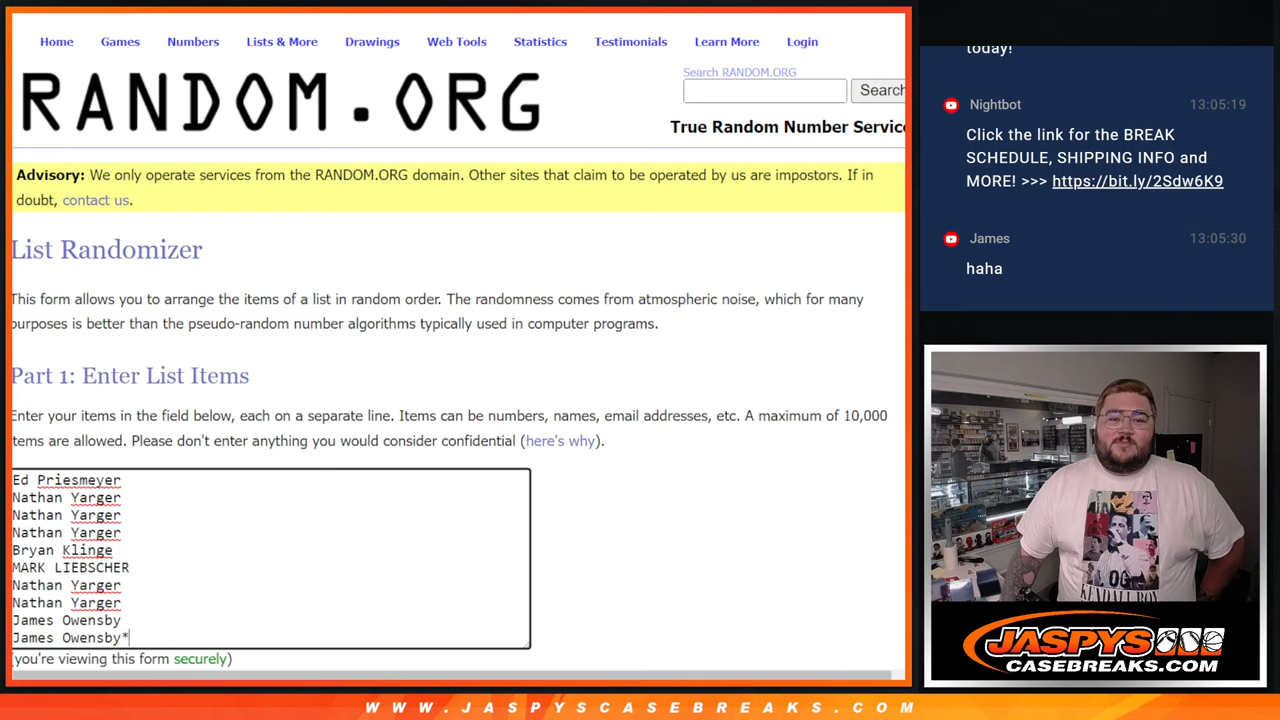 Home Games Numbers Lists & More Drawings Web Tools Statistics Testimonials Learn More Login
RANDOM.ORG
Search RANDOM.ORG
Search
True Random Number Service
Advisory: We only operate services from the RANDOM.ORG domain. Other sites that claim to be operated by us are impostors. If in
doubt, contact us.
List Randomizer
This form allows you to arrange the items of a list in random order. The randomness comes from atmospheric noise, which for many
purposes is better than the pseudo-random number algorithms typically used in computer programs.
Part 1: Enter List Items
Enter your items in the field below, each on a separate line. Items can be numbers, names, email addresses, etc. A maximum of 10,000
items are allowed. Please don't enter anything you would consider confidential (here's why).
Ed Priesmeyer
Nathan Yarger
Nathan Yarger
Nathan Yarger
Bryan Klinge
MARK LIEBSCHER
Nathan Yarger
Nathan Yarger
James Owensby
James Owensby*
(you're viewing this form securely)
today!
Nightbot 13:05:19
Click the link for the BREAK
SCHEDULE, SHIPPING INFO and
MORE! >>> https://bit.ly/2Sdw6K9
James 13:05:30
haha
KENDALL ROY
JASPYS
CASEBREAKS.COM
WWW.JASPYSCASEBREAKS.COM